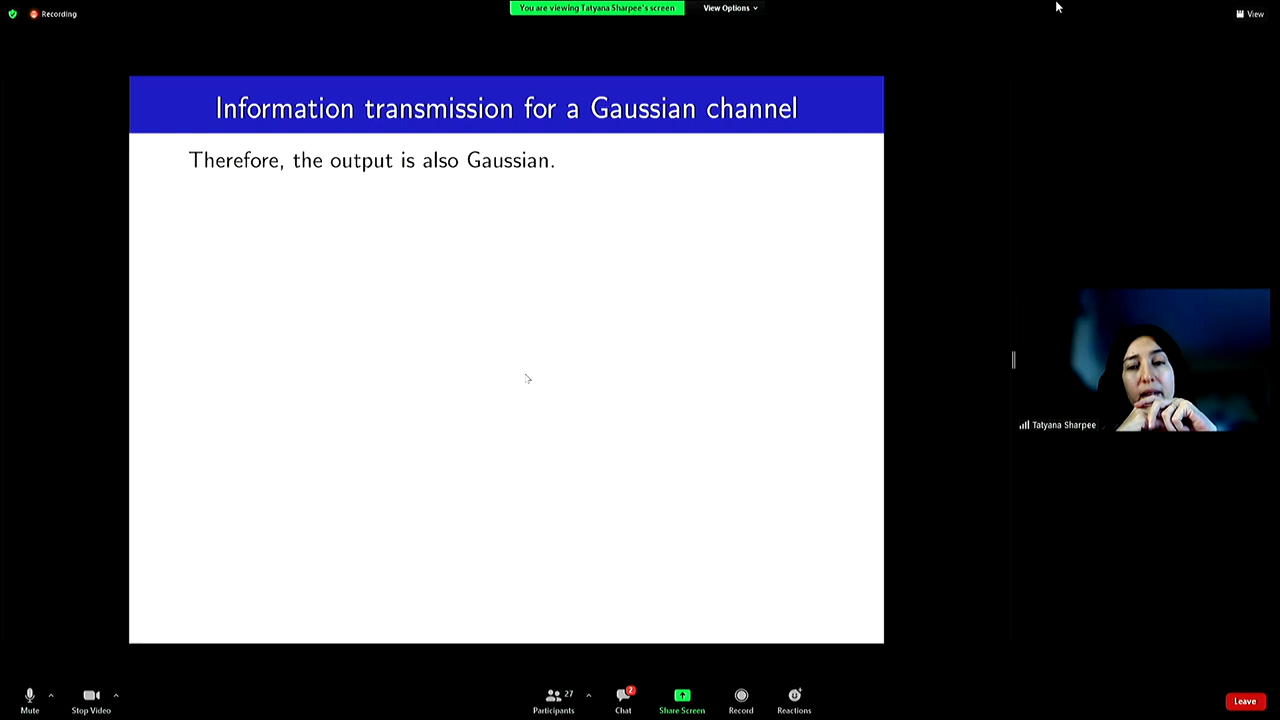 Recording
You are viewing Tatyana Sharpee's screen
View Options
View
Information transmission for a Gaussian channel
Therefore, the output is also Gaussian.
Tatyana Sharpee
Mute
Stop Video
27
Participants
2
Chat
Share Screen
Record
Reactions
Leave